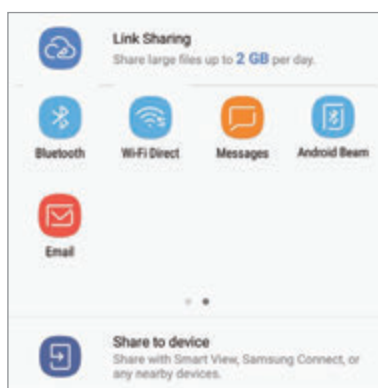 Link Sharing
Share large files up to 2 GB per day.
Bluetooth
Wi-Fi Direct
Messages
Android Beam
Email
Share to device
Share with Smart View, Samsung Connect, or
any nearby devices.